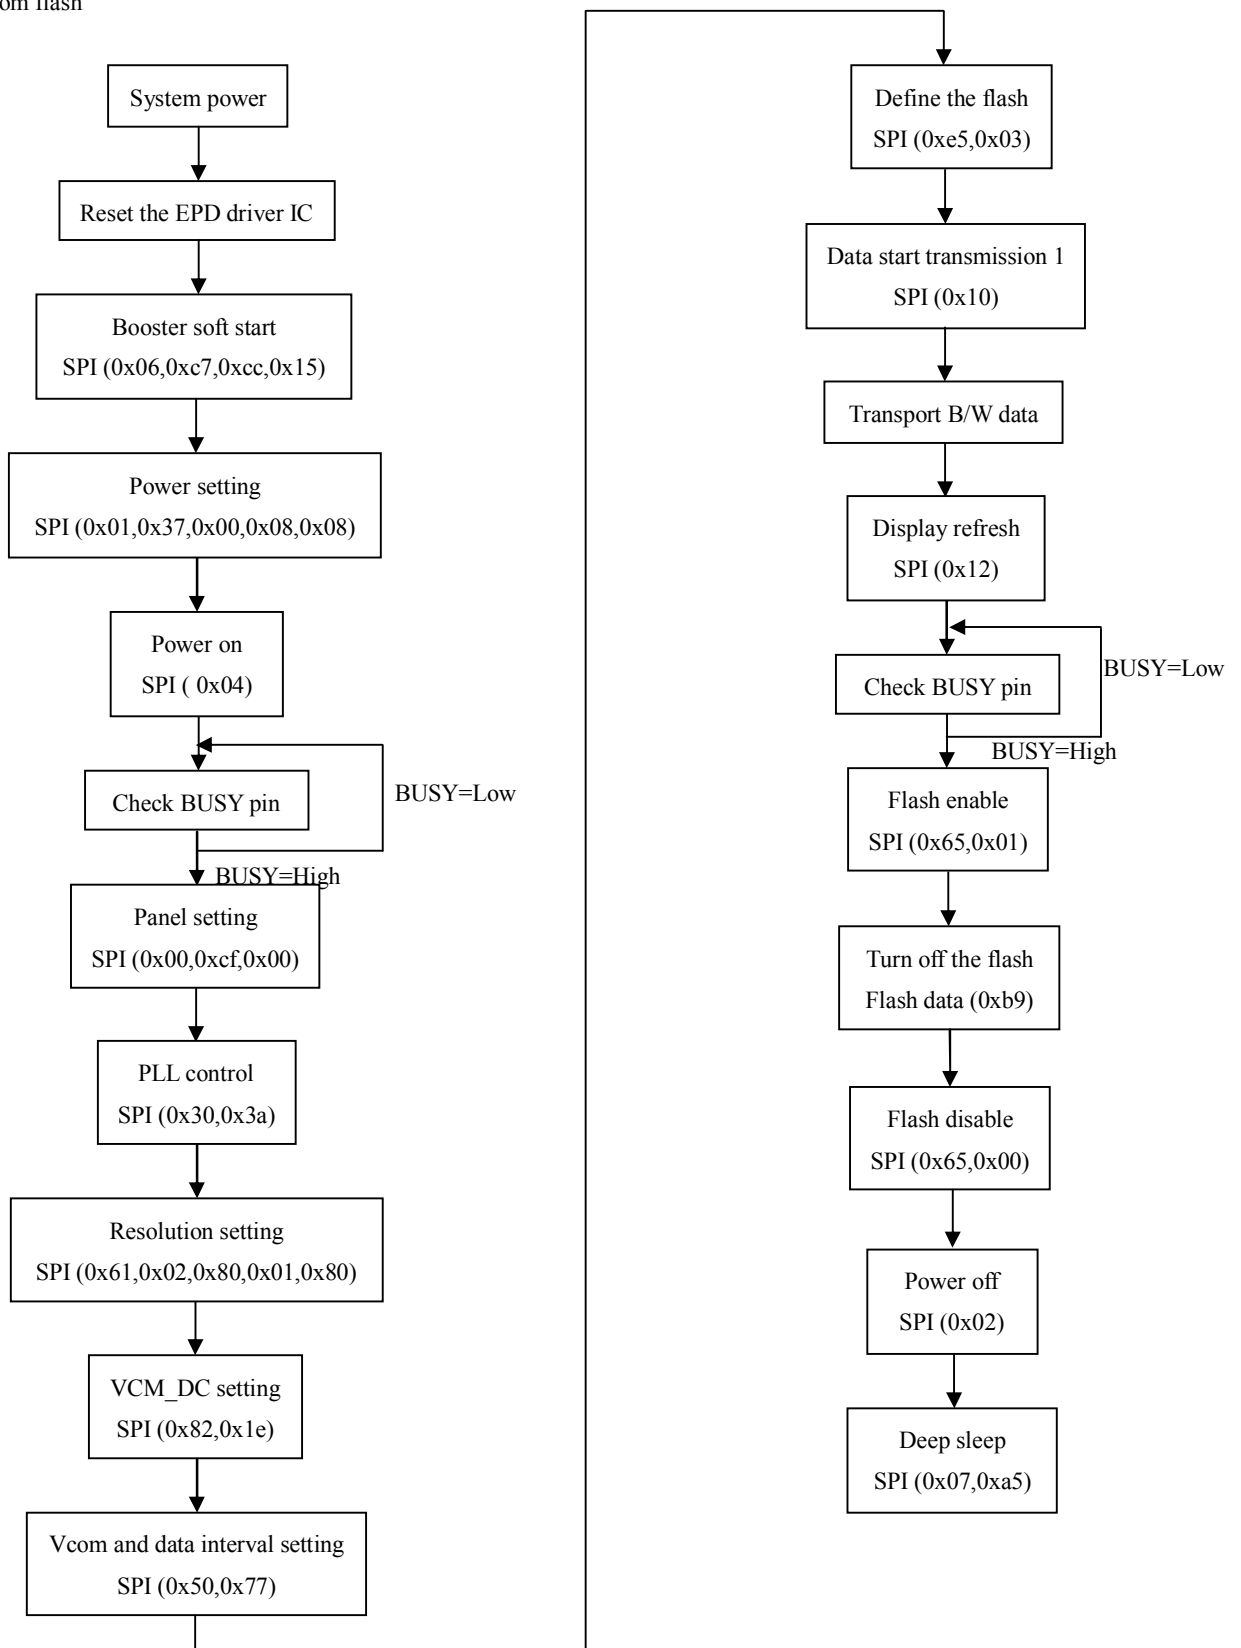 om flash
System power
Reset the EPD driver IC
Booster soft start
SPI (0x06,0xc7,0xcc,0x15)
Power setting
SPI (0x01,0x37,0x00,0x08,0x08)
Power on
SPI ( 0x04)
Check BUSY pin
BUSY=Low
BUSY=High
Panel setting
SPI (0x00,0xcf,0x00)
PLL control
SPI (0x30,0x3a)
Resolution setting
SPI (0x61,0x02,0x80,0x01,0x80)
VCM_DC setting
SPI (0x82,0x1e)
Vcom and data interval setting
SPI (0x50,0x77)
Define the flash
SPI (0xe5,0x03)
Data start transmission 1
SPI (0x10)
Transport B/W data
Display refresh
SPI (0x12)
Check BUSY pin
BUSY=Low
BUSY=High
Flash enable
SPI (0x65,0x01)
Turn off the flash
Flash data (0xb9)
Flash disable
SPI (0x65,0x00)
Power off
SPI (0x02)
Deep sleep
SPI (0x07,0xa5)